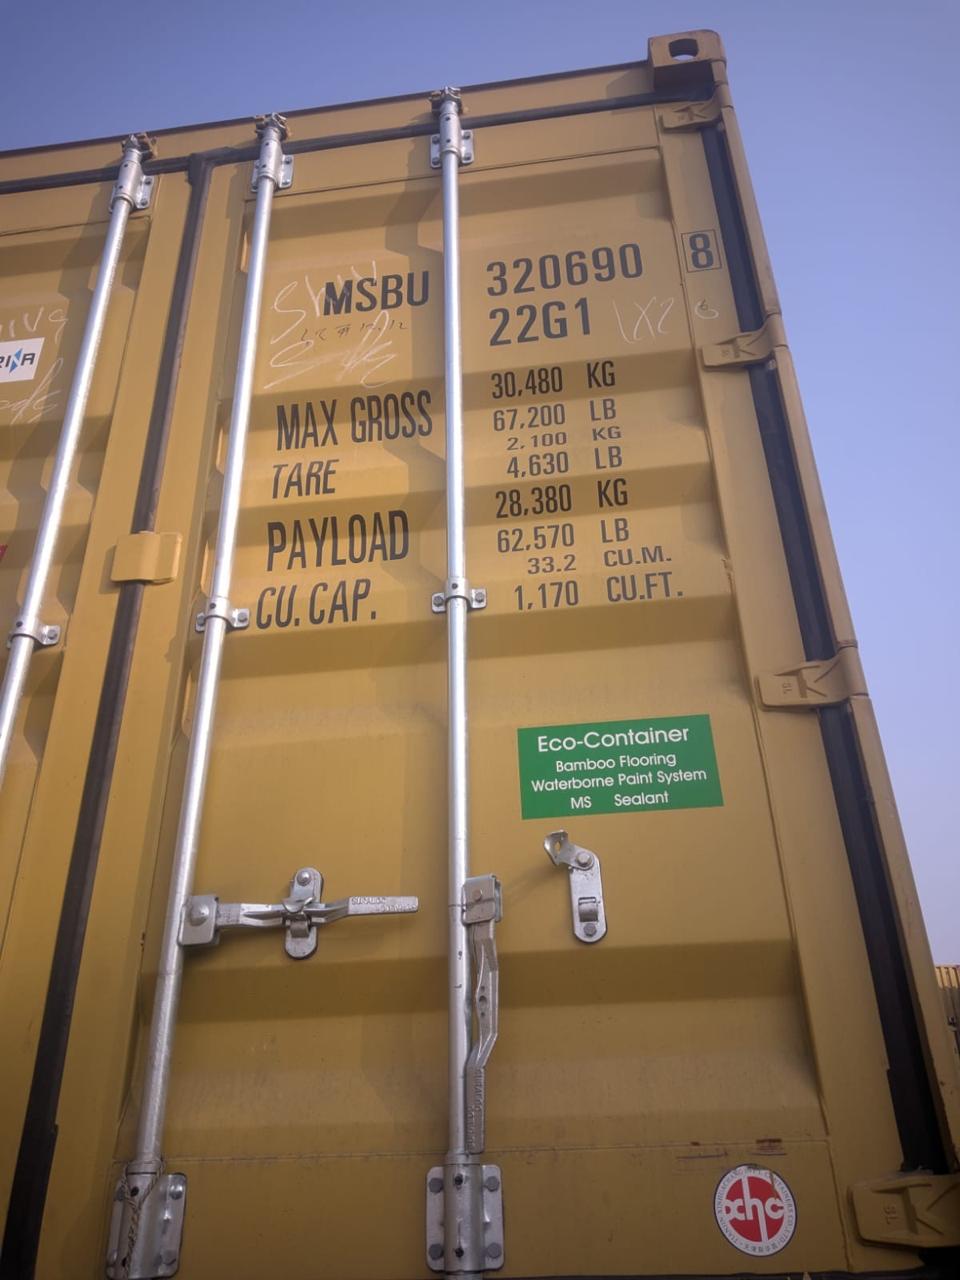 MSBU 320690 8
22G1
MAX GROSS 30,480 KG
67,200 LB
TARE 2,100 KG
4,630 LB
PAYLOAD 28,380 KG
62,570 LB
CU.CAP. 33.2 CU.M.
1,170 CU.FT.
Eco-Container
Bamboo Flooring
Waterborne Paint System
MS Sealant
xhc